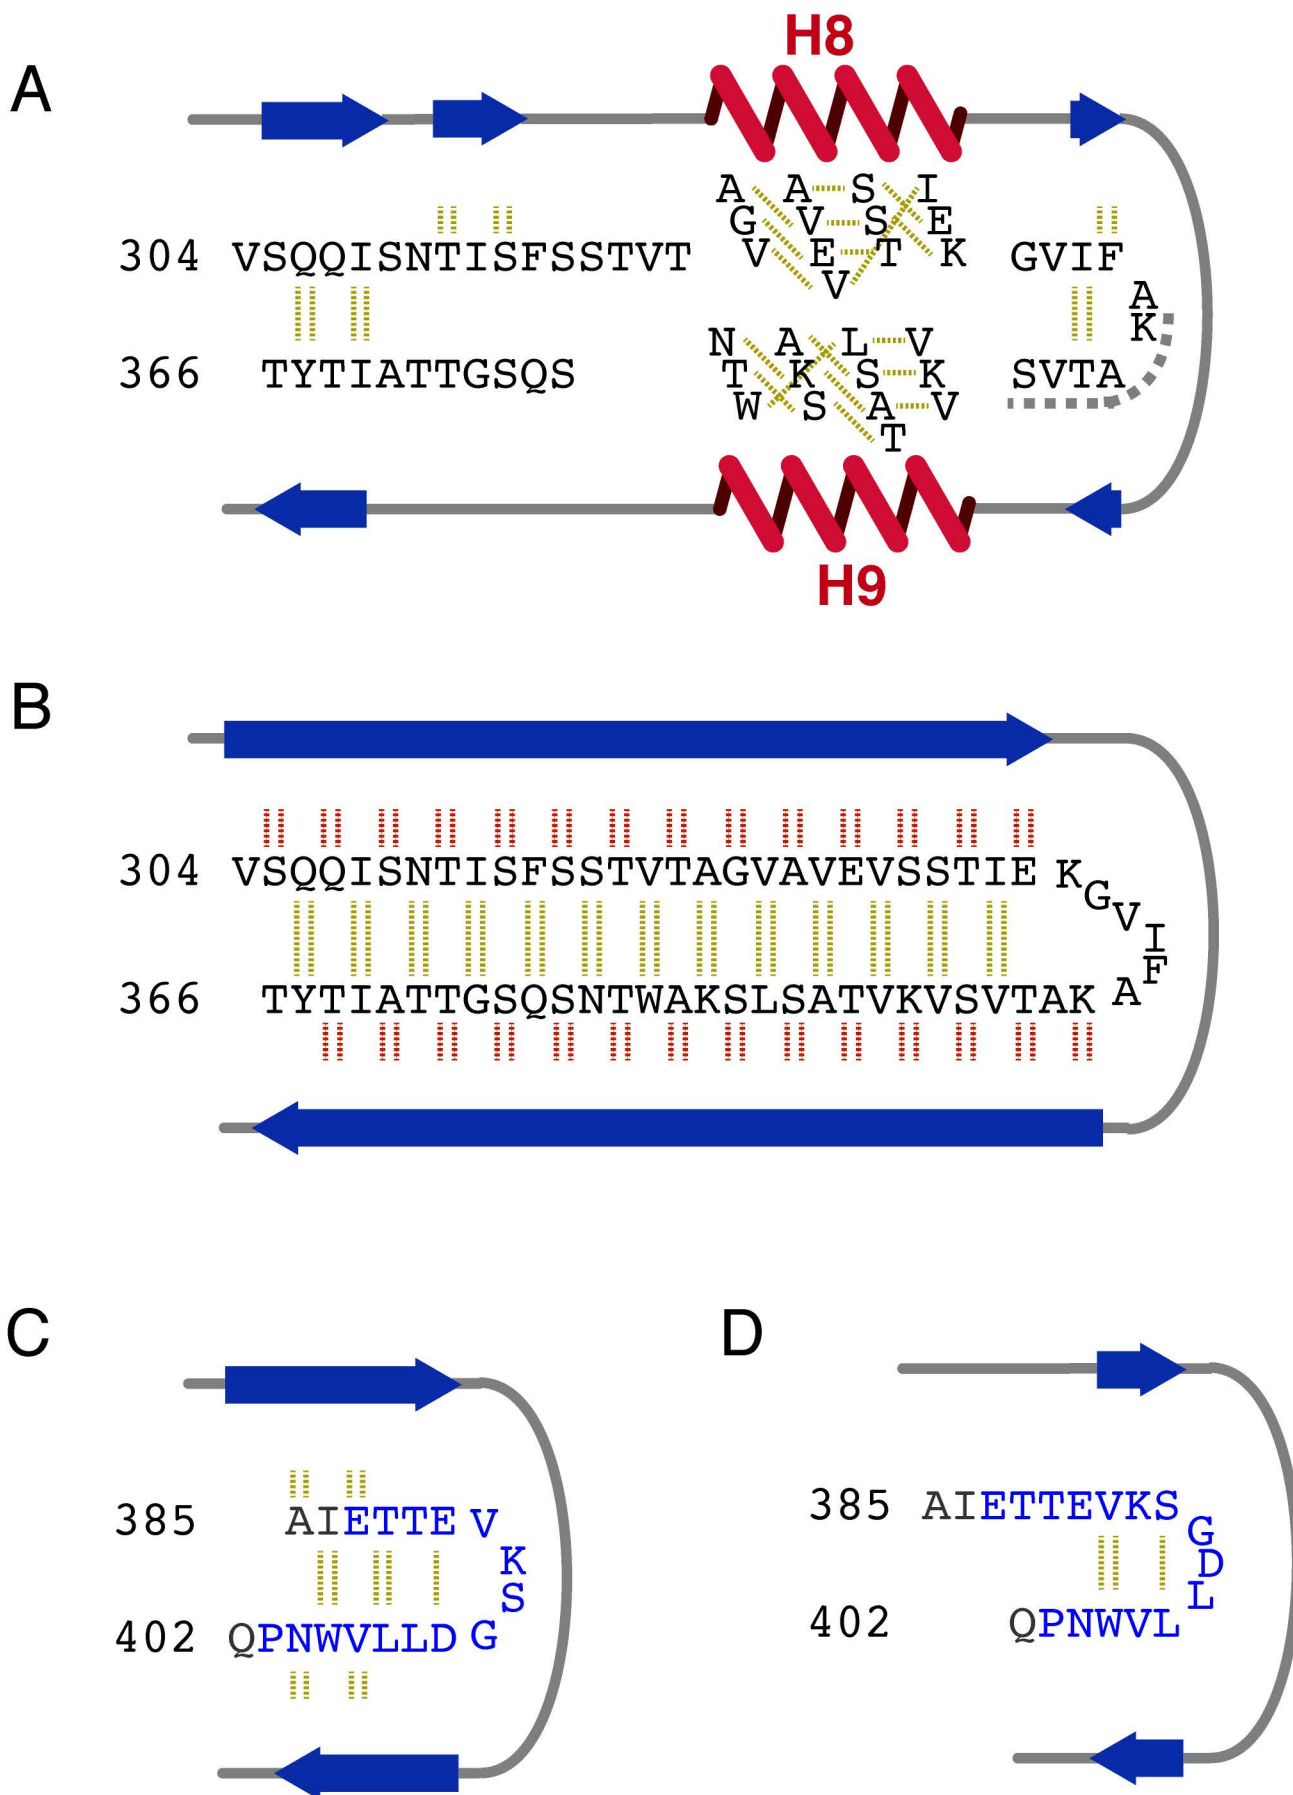 H8
A
A A S I
G V S E
304 VSQQISNTISFSSTVT V E T K GVIF
V
A
K
N A L V
366 TYTIATTGSQS T K S K SVTA
W S A V
T
H9
B
304 VSQQISNTISFSSTVTAGVAVEVSSTIE K
G
V
I
F
A
366 TYTIATTGSQSNTWAKSLSATVKVSVTAK
C
385 AIETTE V
K
S
402 QPNWVLLD G
D
385 AIETTEVKS
G
D
L
402 QPNWVL